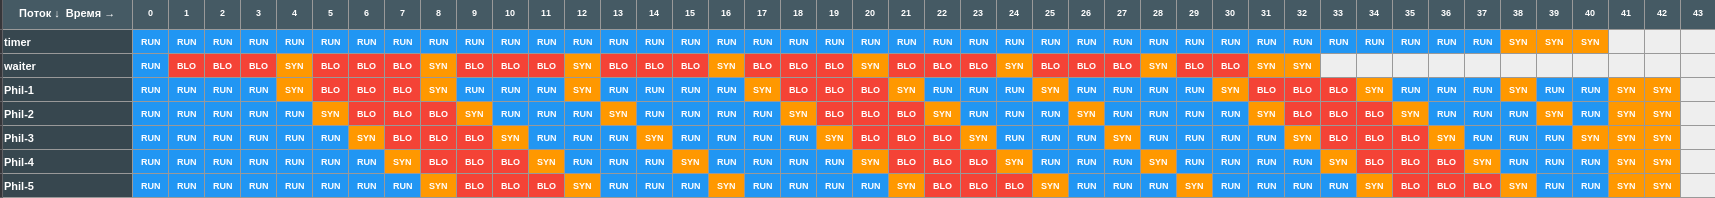 Поток ↓ Время → 0 1 2 3 4 5 6 7 8 9 10 11 12 13 14 15 16 17 18 19 20 21 22 23 24 25 26 27 28 29 30 31 32 33 34 35 36 37 38 39 40 41 42 43
timer RUN RUN RUN RUN RUN RUN RUN RUN RUN RUN RUN RUN RUN RUN RUN RUN RUN RUN RUN RUN RUN RUN RUN RUN RUN RUN RUN RUN RUN RUN RUN RUN RUN RUN RUN RUN RUN RUN SYN SYN SYN
waiter RUN BLO BLO BLO SYN BLO BLO BLO SYN BLO BLO BLO SYN BLO BLO BLO SYN BLO BLO BLO SYN BLO BLO BLO SYN BLO BLO BLO SYN BLO BLO SYN SYN
Phil-1 RUN RUN RUN RUN SYN BLO BLO BLO SYN RUN RUN RUN SYN RUN RUN RUN RUN SYN BLO BLO BLO SYN RUN RUN RUN SYN RUN RUN RUN RUN SYN BLO BLO BLO SYN RUN RUN RUN SYN RUN RUN SYN SYN
Phil-2 RUN RUN RUN RUN RUN SYN BLO BLO BLO SYN RUN RUN RUN SYN RUN RUN RUN RUN SYN BLO BLO BLO SYN RUN RUN RUN SYN RUN RUN RUN RUN SYN BLO BLO BLO SYN RUN RUN RUN SYN RUN SYN SYN
Phil-3 RUN RUN RUN RUN RUN RUN SYN BLO BLO BLO SYN RUN RUN RUN SYN RUN RUN RUN RUN SYN BLO BLO BLO SYN RUN RUN RUN SYN RUN RUN RUN RUN SYN BLO BLO BLO SYN RUN RUN RUN SYN SYN SYN
Phil-4 RUN RUN RUN RUN RUN RUN RUN SYN BLO BLO BLO SYN RUN RUN RUN SYN RUN RUN RUN RUN SYN BLO BLO BLO SYN RUN RUN RUN SYN RUN RUN RUN RUN SYN BLO BLO BLO SYN RUN RUN RUN SYN SYN
Phil-5 RUN RUN RUN RUN RUN RUN RUN RUN SYN BLO BLO BLO SYN RUN RUN RUN SYN RUN RUN RUN RUN SYN BLO BLO BLO SYN RUN RUN RUN SYN RUN RUN RUN RUN SYN BLO BLO BLO SYN RUN RUN SYN SYN